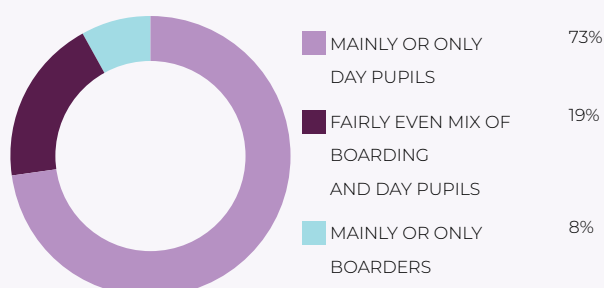 MAINLY OR ONLY 73%
DAY PUPILS
FAIRLY EVEN MIX OF 19%
BOARDING
AND DAY PUPILS
MAINLY OR ONLY 8%
BOARDERS